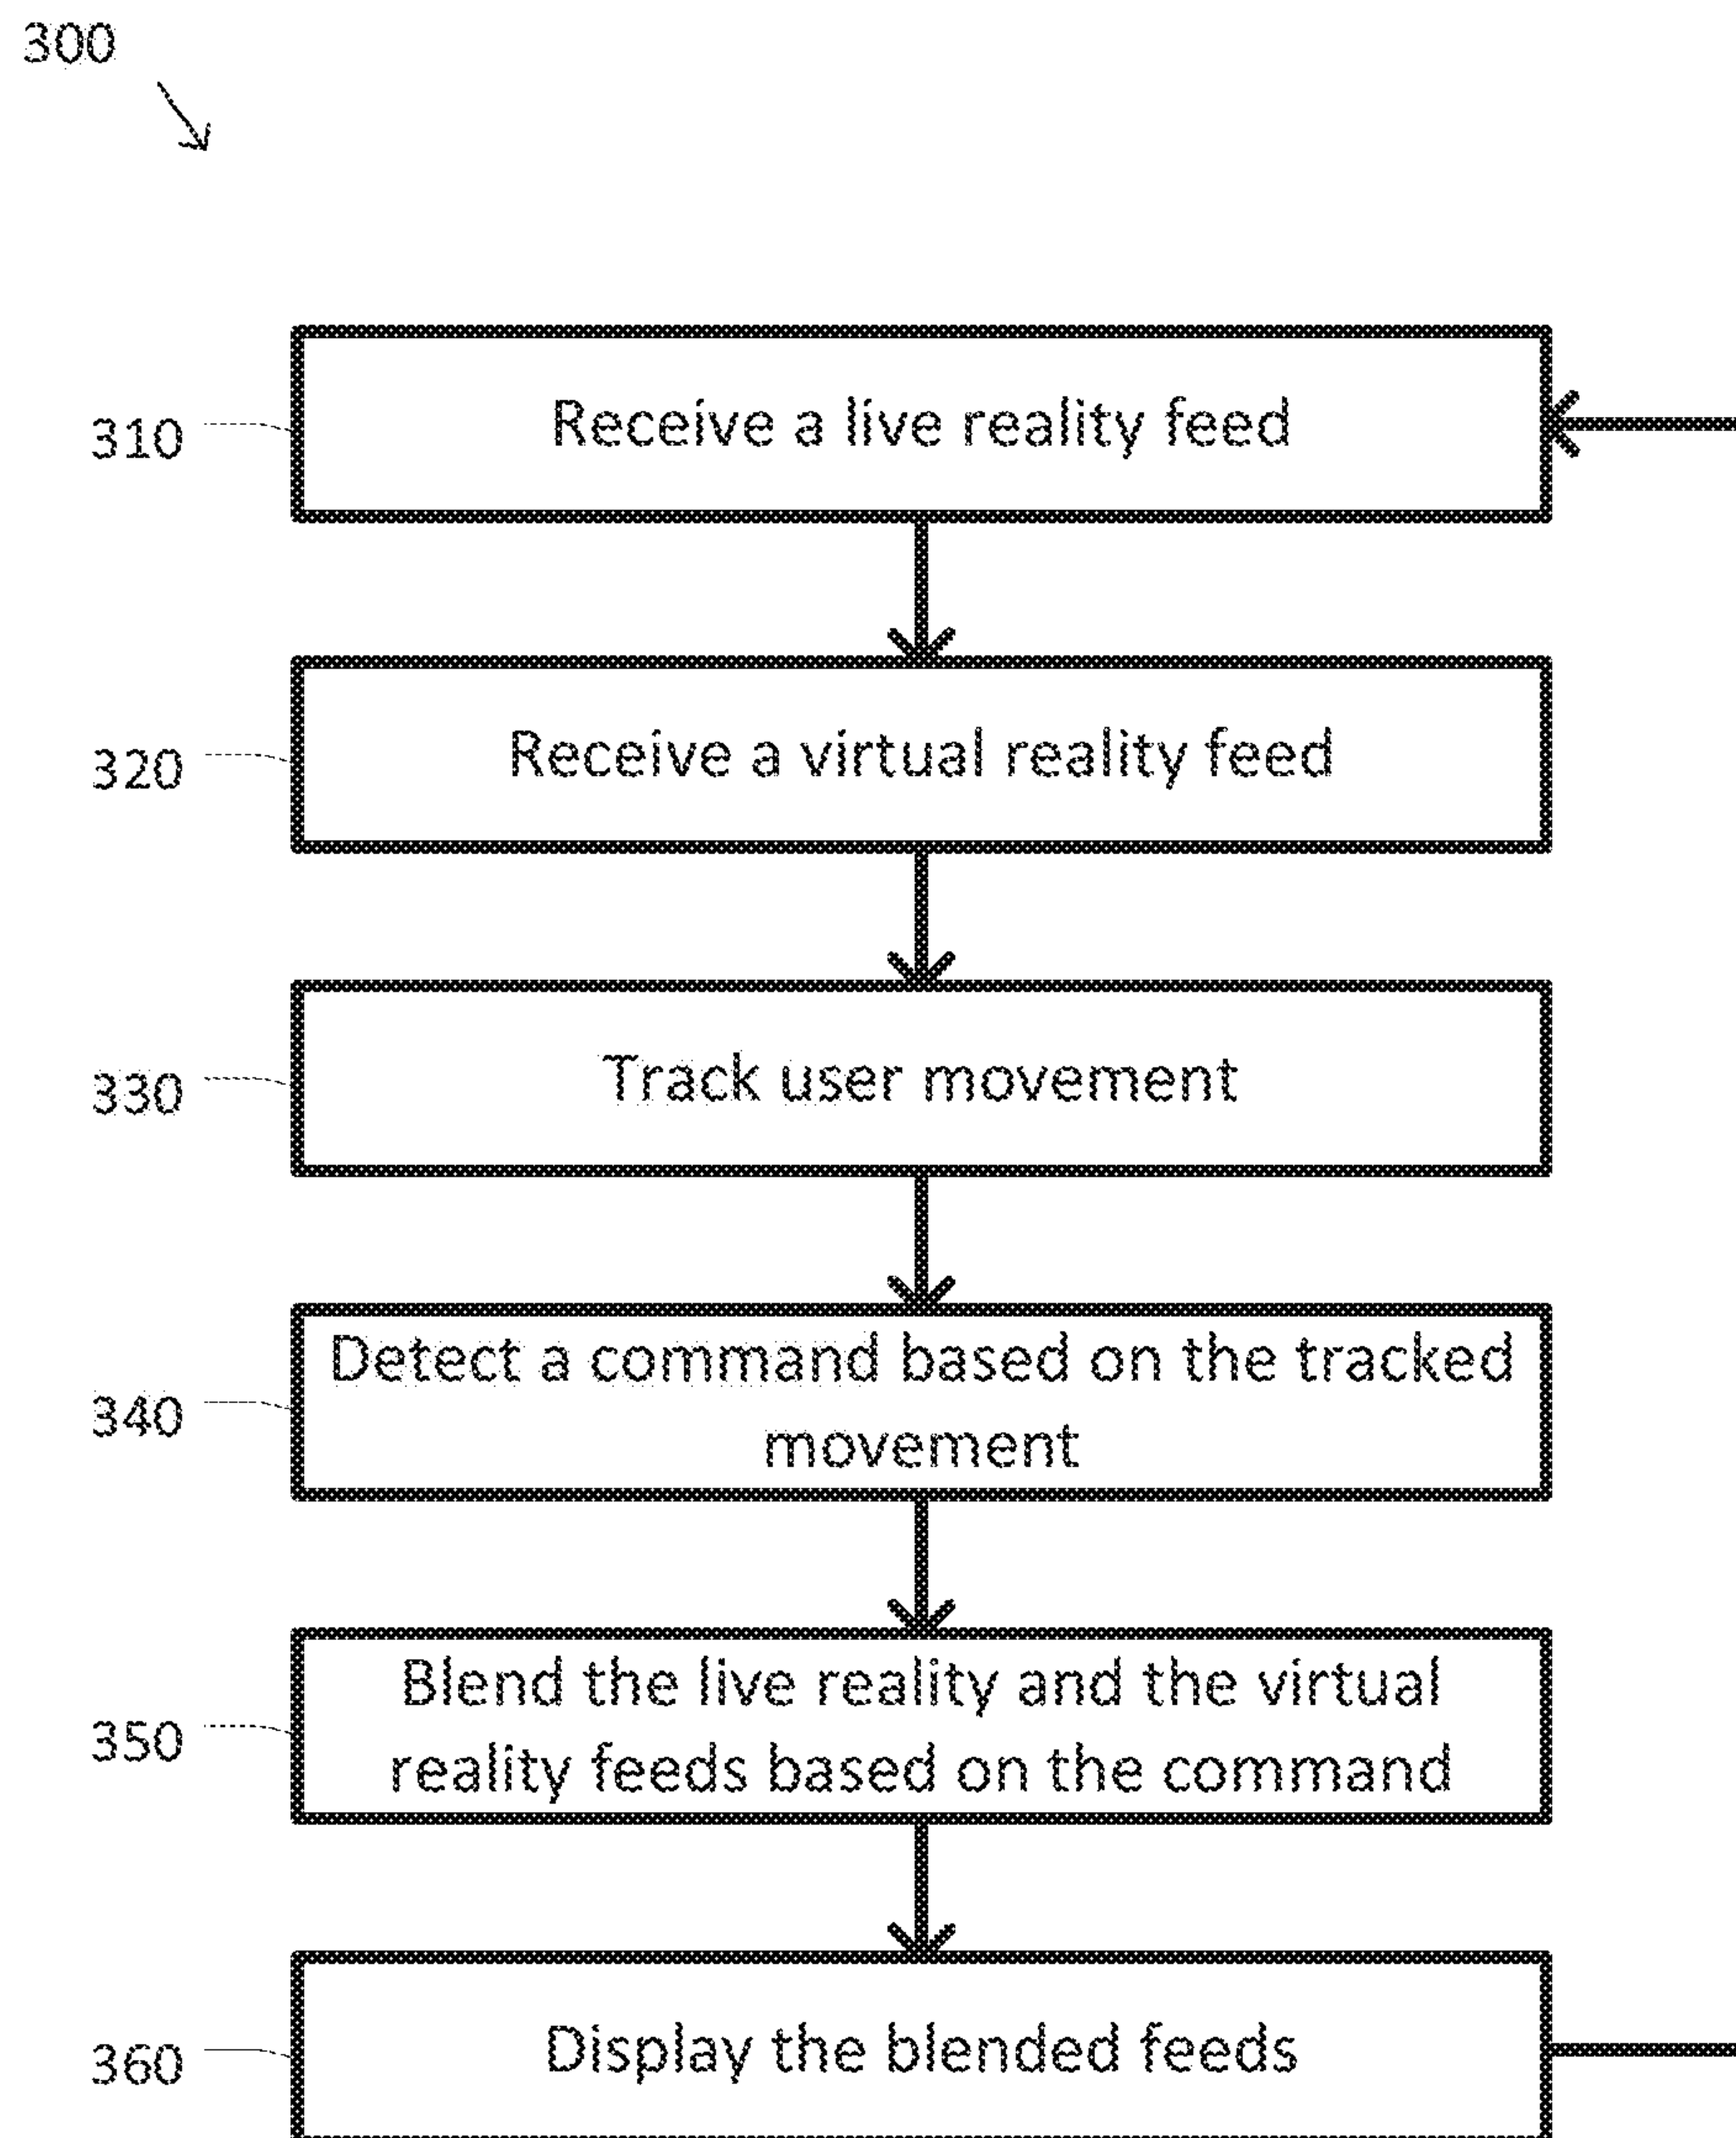 300
310
Receive a live reality feed
320
Receive a virtual reality feed
330
Track user movement
340
Detect a command based on the tracked
movement
350
Blend the live reality and the virtual
reality feeds based on the command
360
Display the blended feeds